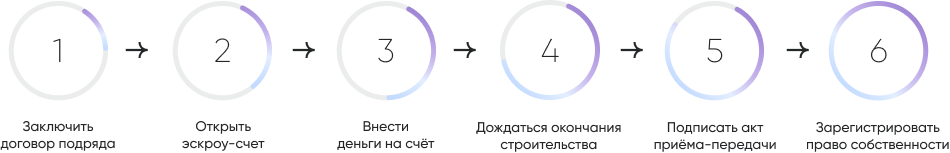 1
2
3
4
5
6
Заключить
договор подряда
Открыть
эскроу-счет
Внести
деньги на счёт
Дождаться окончания
строительства
Подписать акт
приёма-передачи
Зарегистрировать
право собственности